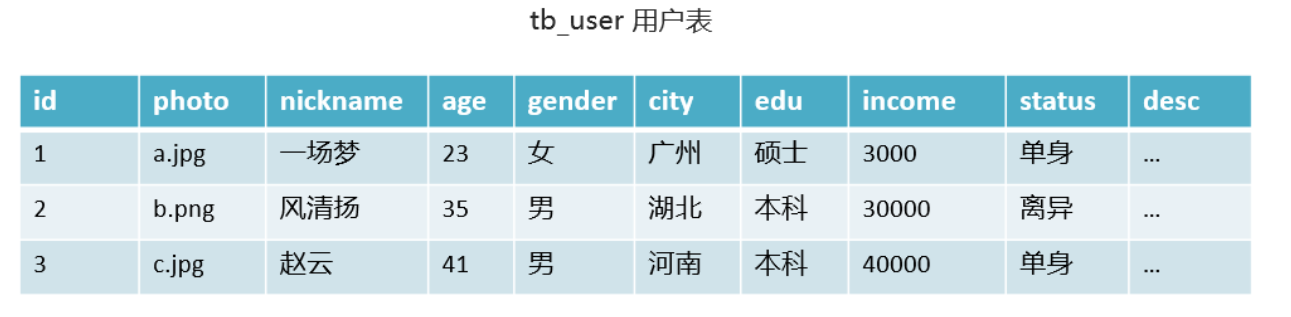 tb_user 用户表
id photo nickname age gender city edu income status desc
1 a.jpg 一场梦 23 女 广州 硕士 3000 单身 ...
2 b.png 风清扬 35 男 湖北 本科 30000 离异 ...
3 c.jpg 赵云 41 男 河南 本科 40000 单身 ...